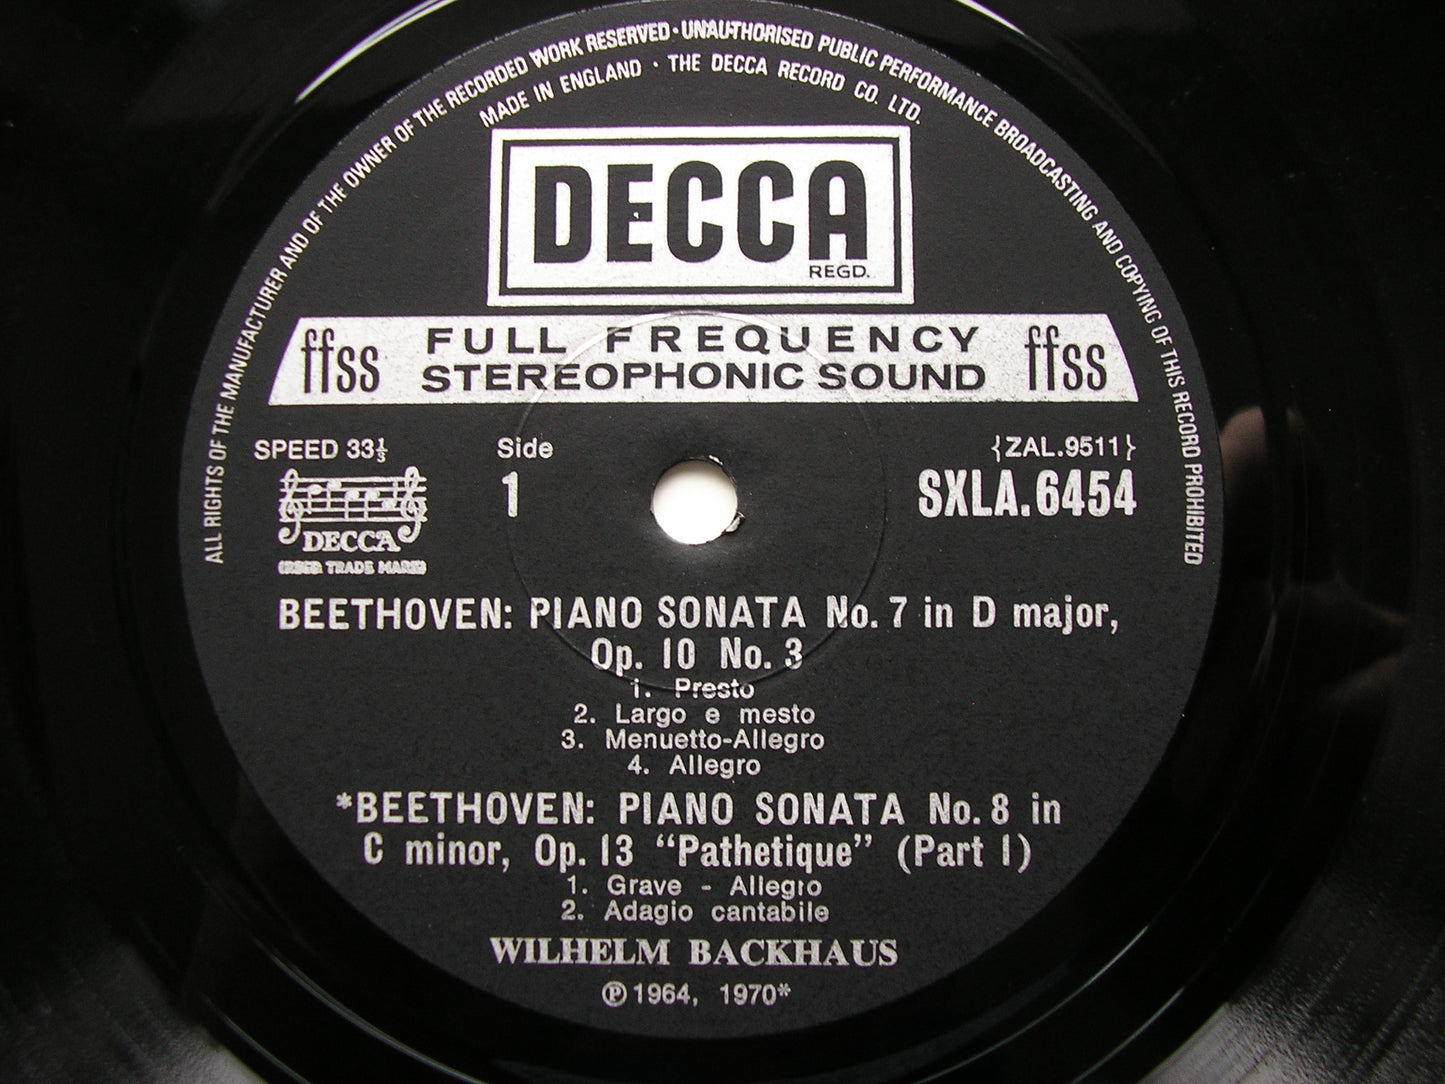 ALL RIGHTS OF THE MANUFACTURER AND OF THE OWNER OF THE RECORDED WORK RESERVED · UNAUTHORISED PUBLIC PERFORMANCE BROADCASTING AND COPYING OF THIS RECORD PROHIBITED
MADE IN ENGLAND · THE DECCA RECORD CO. LTD.
DECCA
REGD.
ffss FULL FREQUENCY ffss
STEREOPHONIC SOUND
SPEED 33⅓ Side {ZAL.9511}
1 SXLA.6454
DECCA
(REGD. TRADE MARK)
BEETHOVEN: PIANO SONATA No. 7 in D major,
Op. 10 No. 3
1. Presto
2. Largo e mesto
3. Menuetto-Allegro
4. Allegro
*BEETHOVEN: PIANO SONATA No. 8 in
C minor, Op. 13 “Pathetique” (Part 1)
1. Grave - Allegro
2. Adagio cantabile
WILHELM BACKHAUS
℗ 1964, 1970*